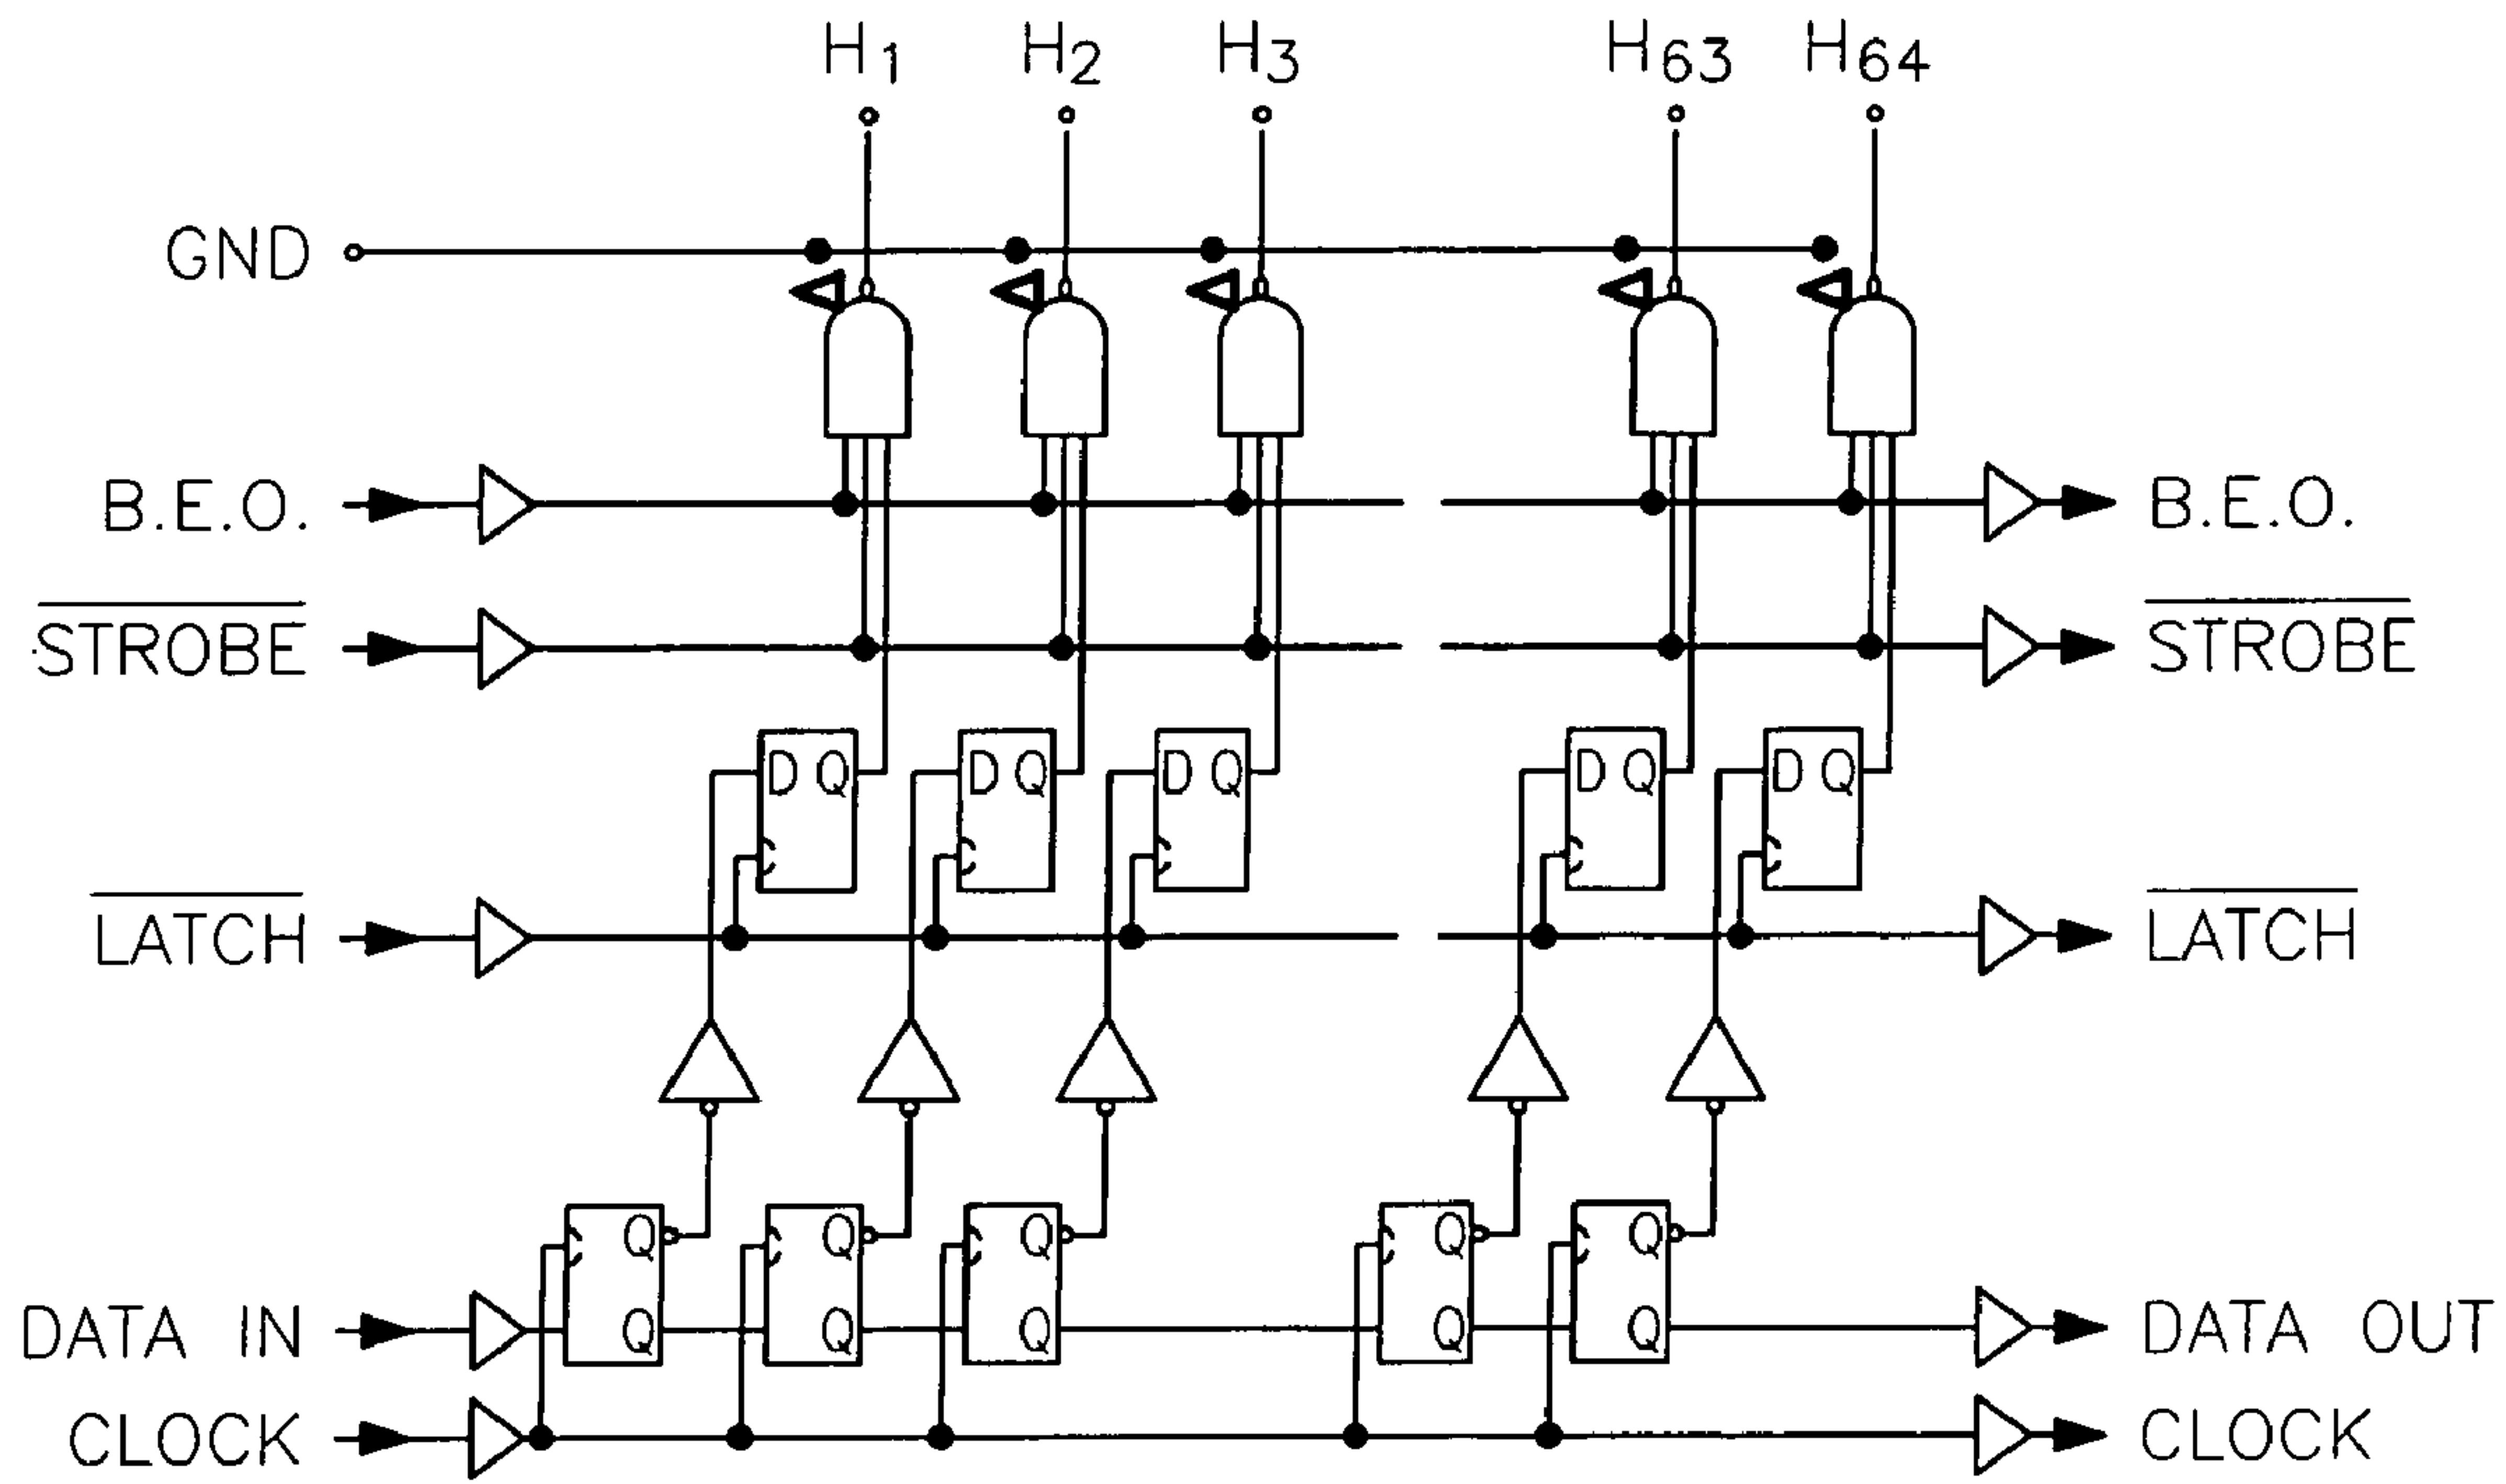 H1 H2 H3 H63 H64
GND
B.E.O. B.E.O.
STROBE STROBE
D Q D Q D Q D Q D Q
LATCH LATCH
Q Q Q Q Q
DATA IN Q Q Q Q Q DATA OUT
CLOCK CLOCK